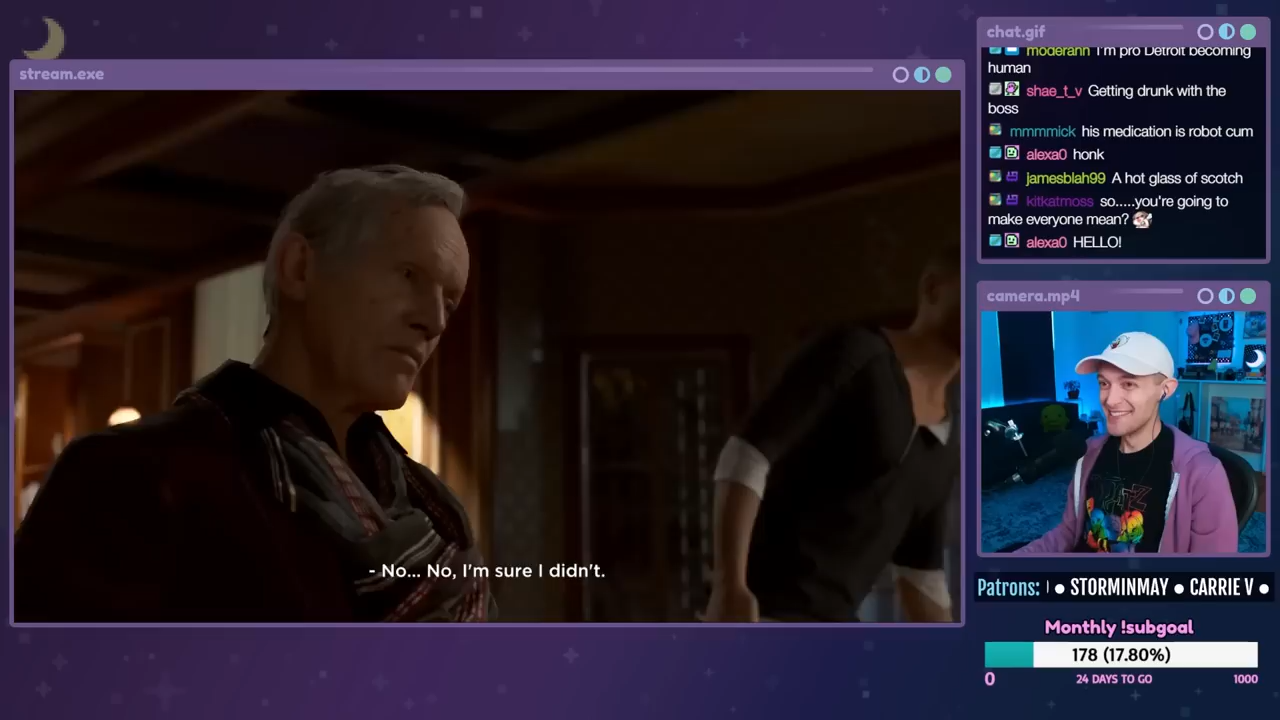 stream.exe
- No... No, I'm sure I didn't.
chat.gif
moderann I'm pro Detroit becoming
human
shae_t_v Getting drunk with the
boss
mmmmick his medication is robot cum
alexa0 honk
jamesblah99 A hot glass of scotch
kitkatmoss so.....you're going to
make everyone mean?
alexa0 HELLO!
camera.mp4
Patrons: ● STORMINMAY ● CARRIE V ●
Monthly !subgoal
178 (17.80%)
0 24 DAYS TO GO 1000